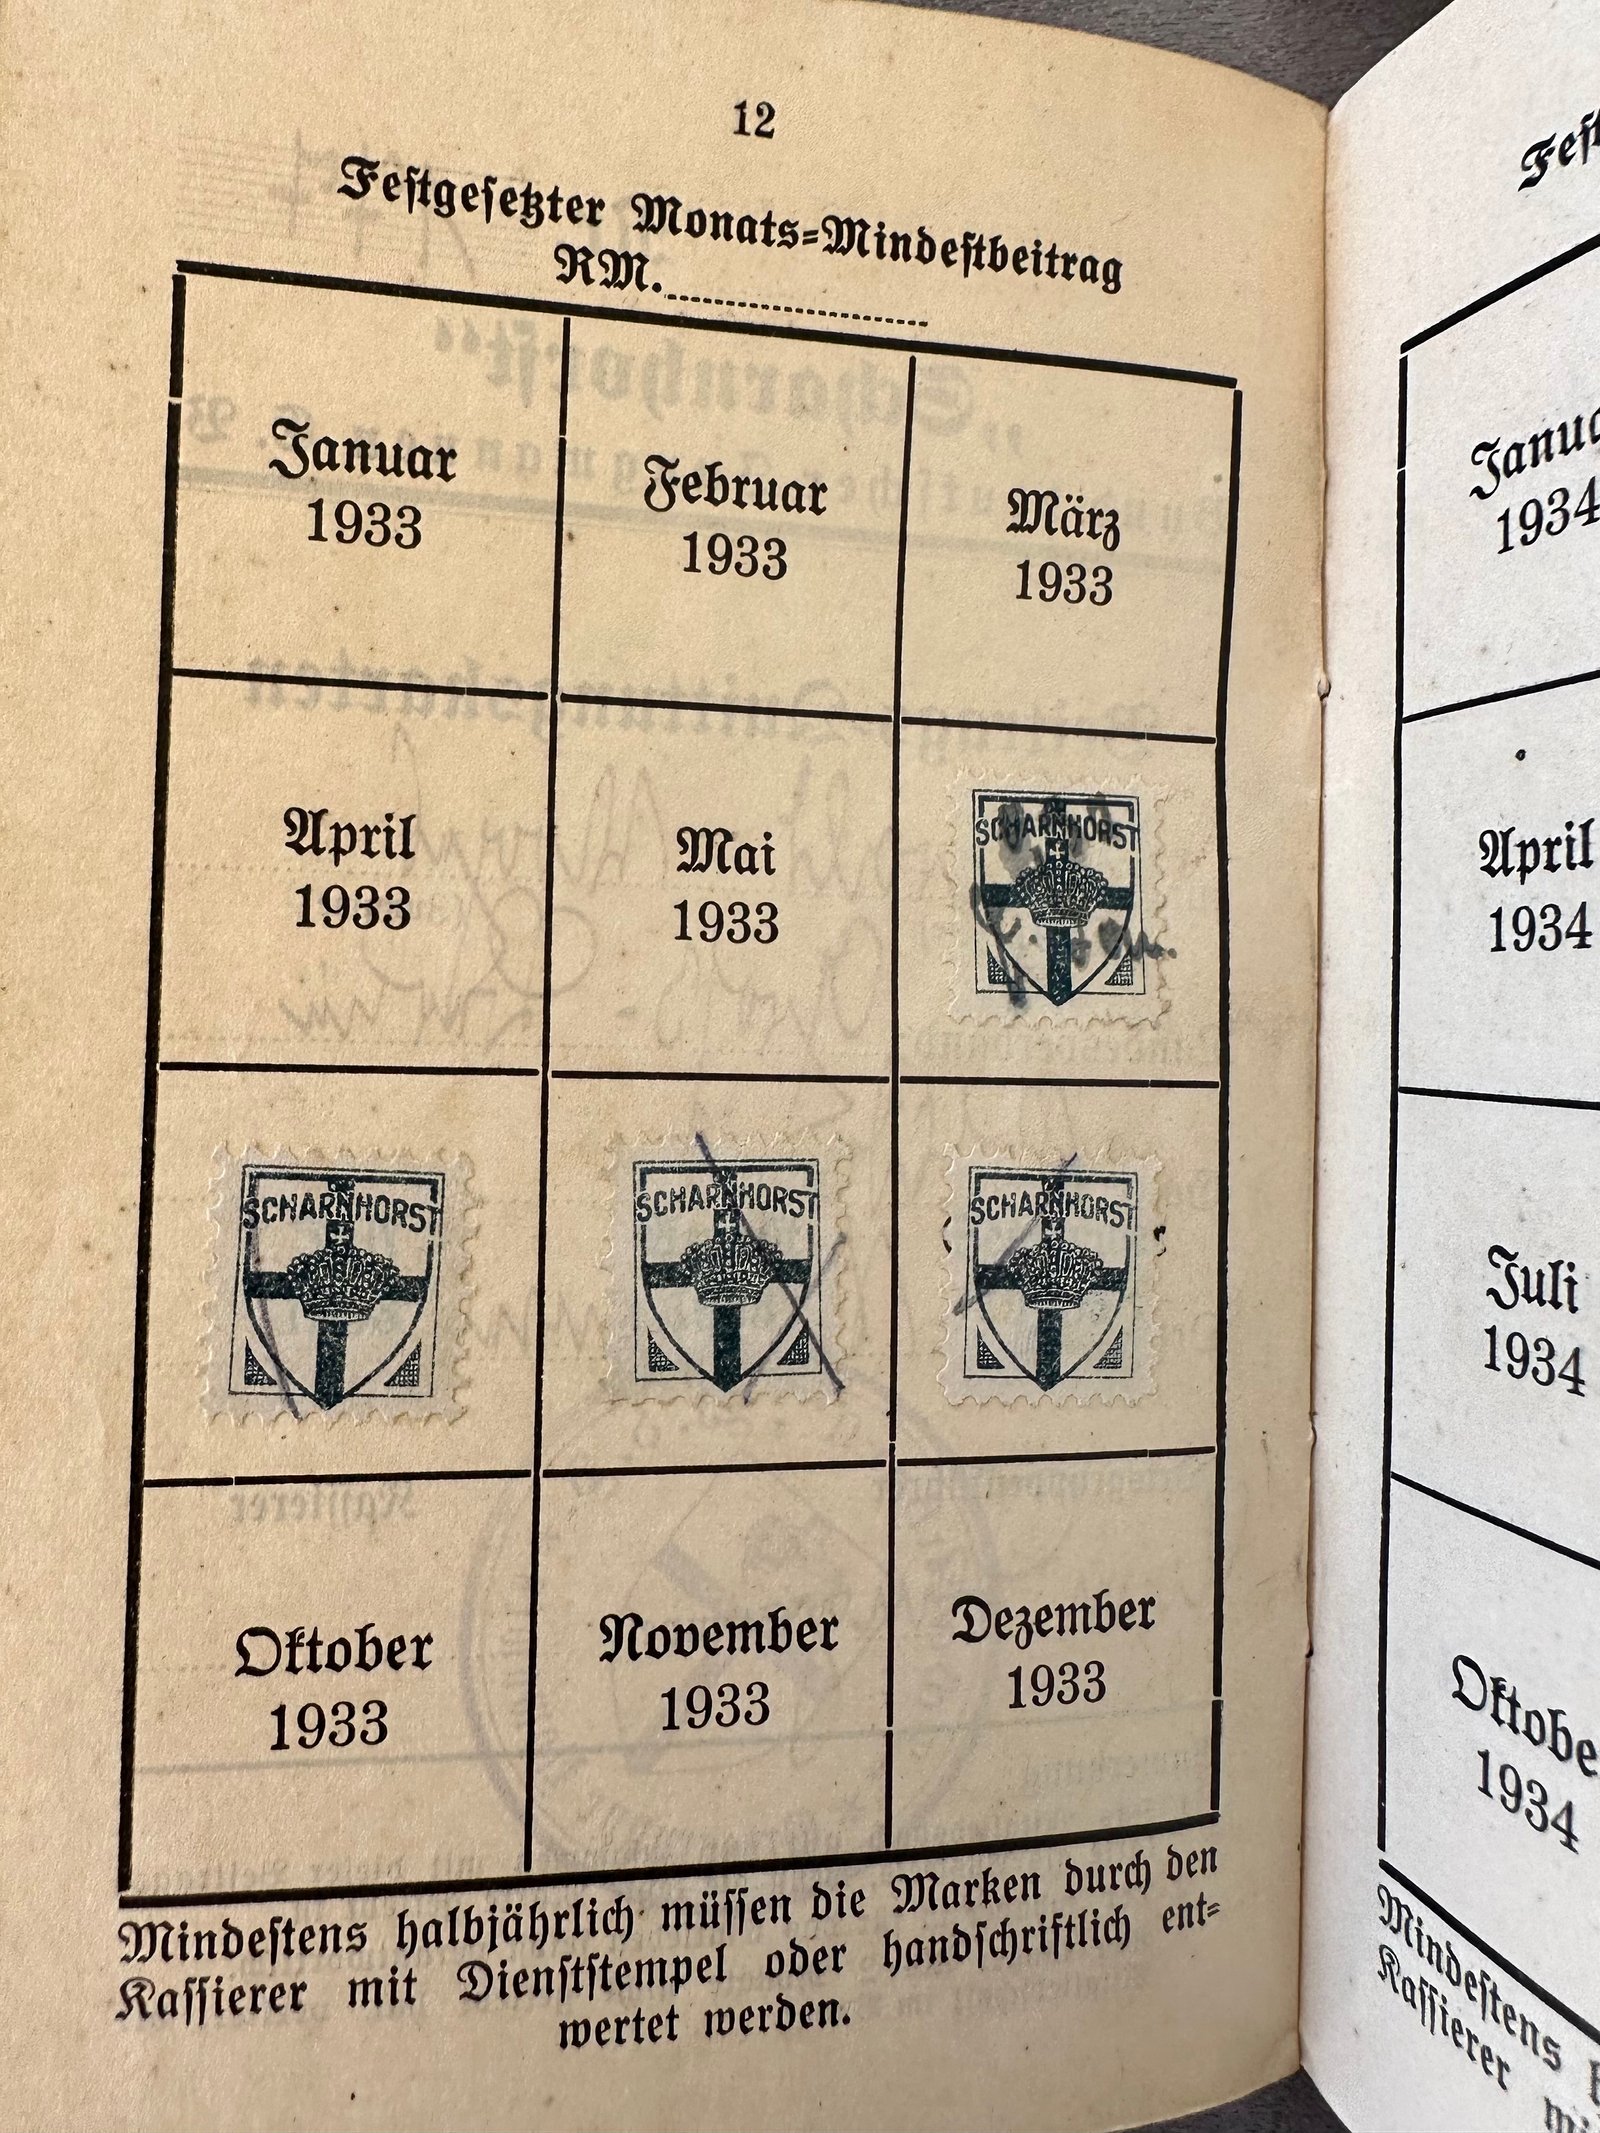 12
Festgesetzter Monats-Mindestbeitrag
RM.
Januar
1933
Februar
1933
März
1933
April
1933
Mai
1933
SCHARNHORST
SCHARNHORST
SCHARNHORST
SCHARNHORST
Oktober
1933
November
1933
Dezember
1933
Mindestens halbjährlich müssen die Marken durch den
Kassierer mit Dienststempel oder handschriftlich ent-
wertet werden.
1934
April
1934
Juli
1934
1934
Mindestens
Kassierer